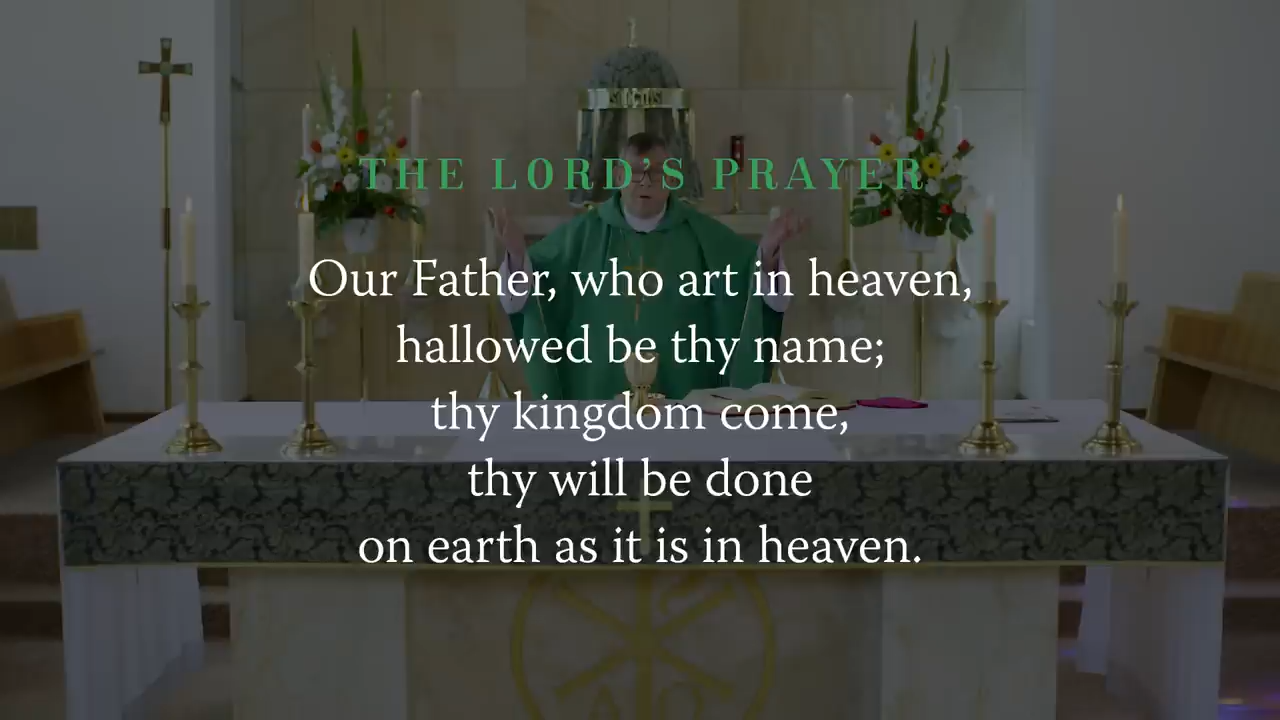 THE LORD'S PRAYER
Our Father, who art in heaven,
hallowed be thy name;
thy kingdom come,
thy will be done
on earth as it is in heaven.